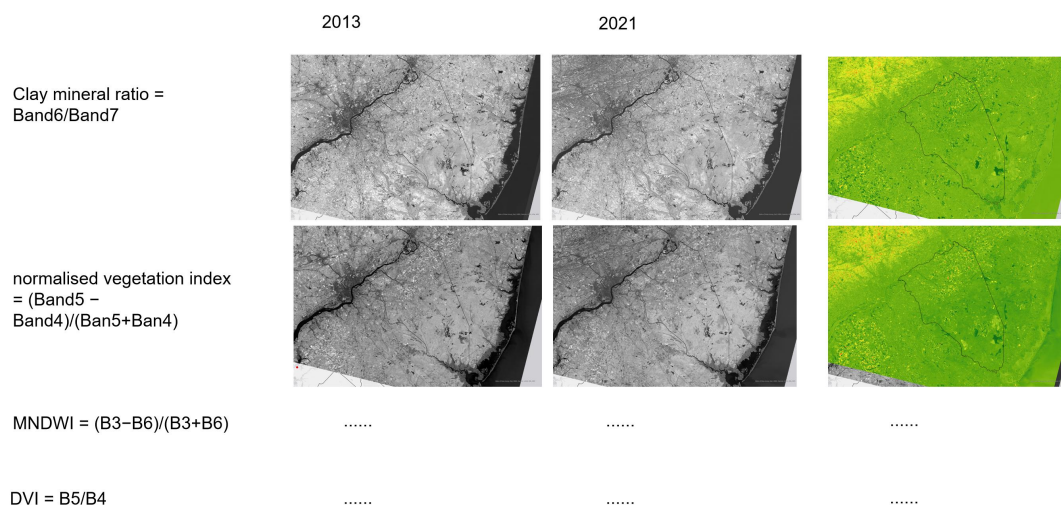 2013
2021
Clay mineral ratio =
Band6/Band7
normalised vegetation index
= (Band5 −
Band4)/(Ban5+Ban4)
MNDWI = (B3−B6)/(B3+B6)
......
......
......
DVI = B5/B4
......
......
......